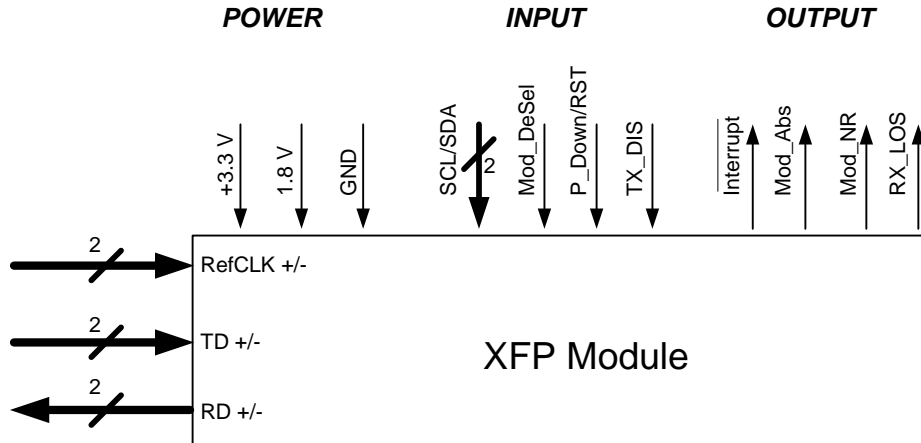 POWER
INPUT
OUTPUT
+3.3 V
1.8 V
GND
SCL/SDA
2
Mod_DeSel
P_Down/RST
TX_DIS
Interrupt
Mod_Abs
Mod_NR
RX_LOS
2
RefCLK +/-
2
TD +/-
XFP Module
2
RD +/-